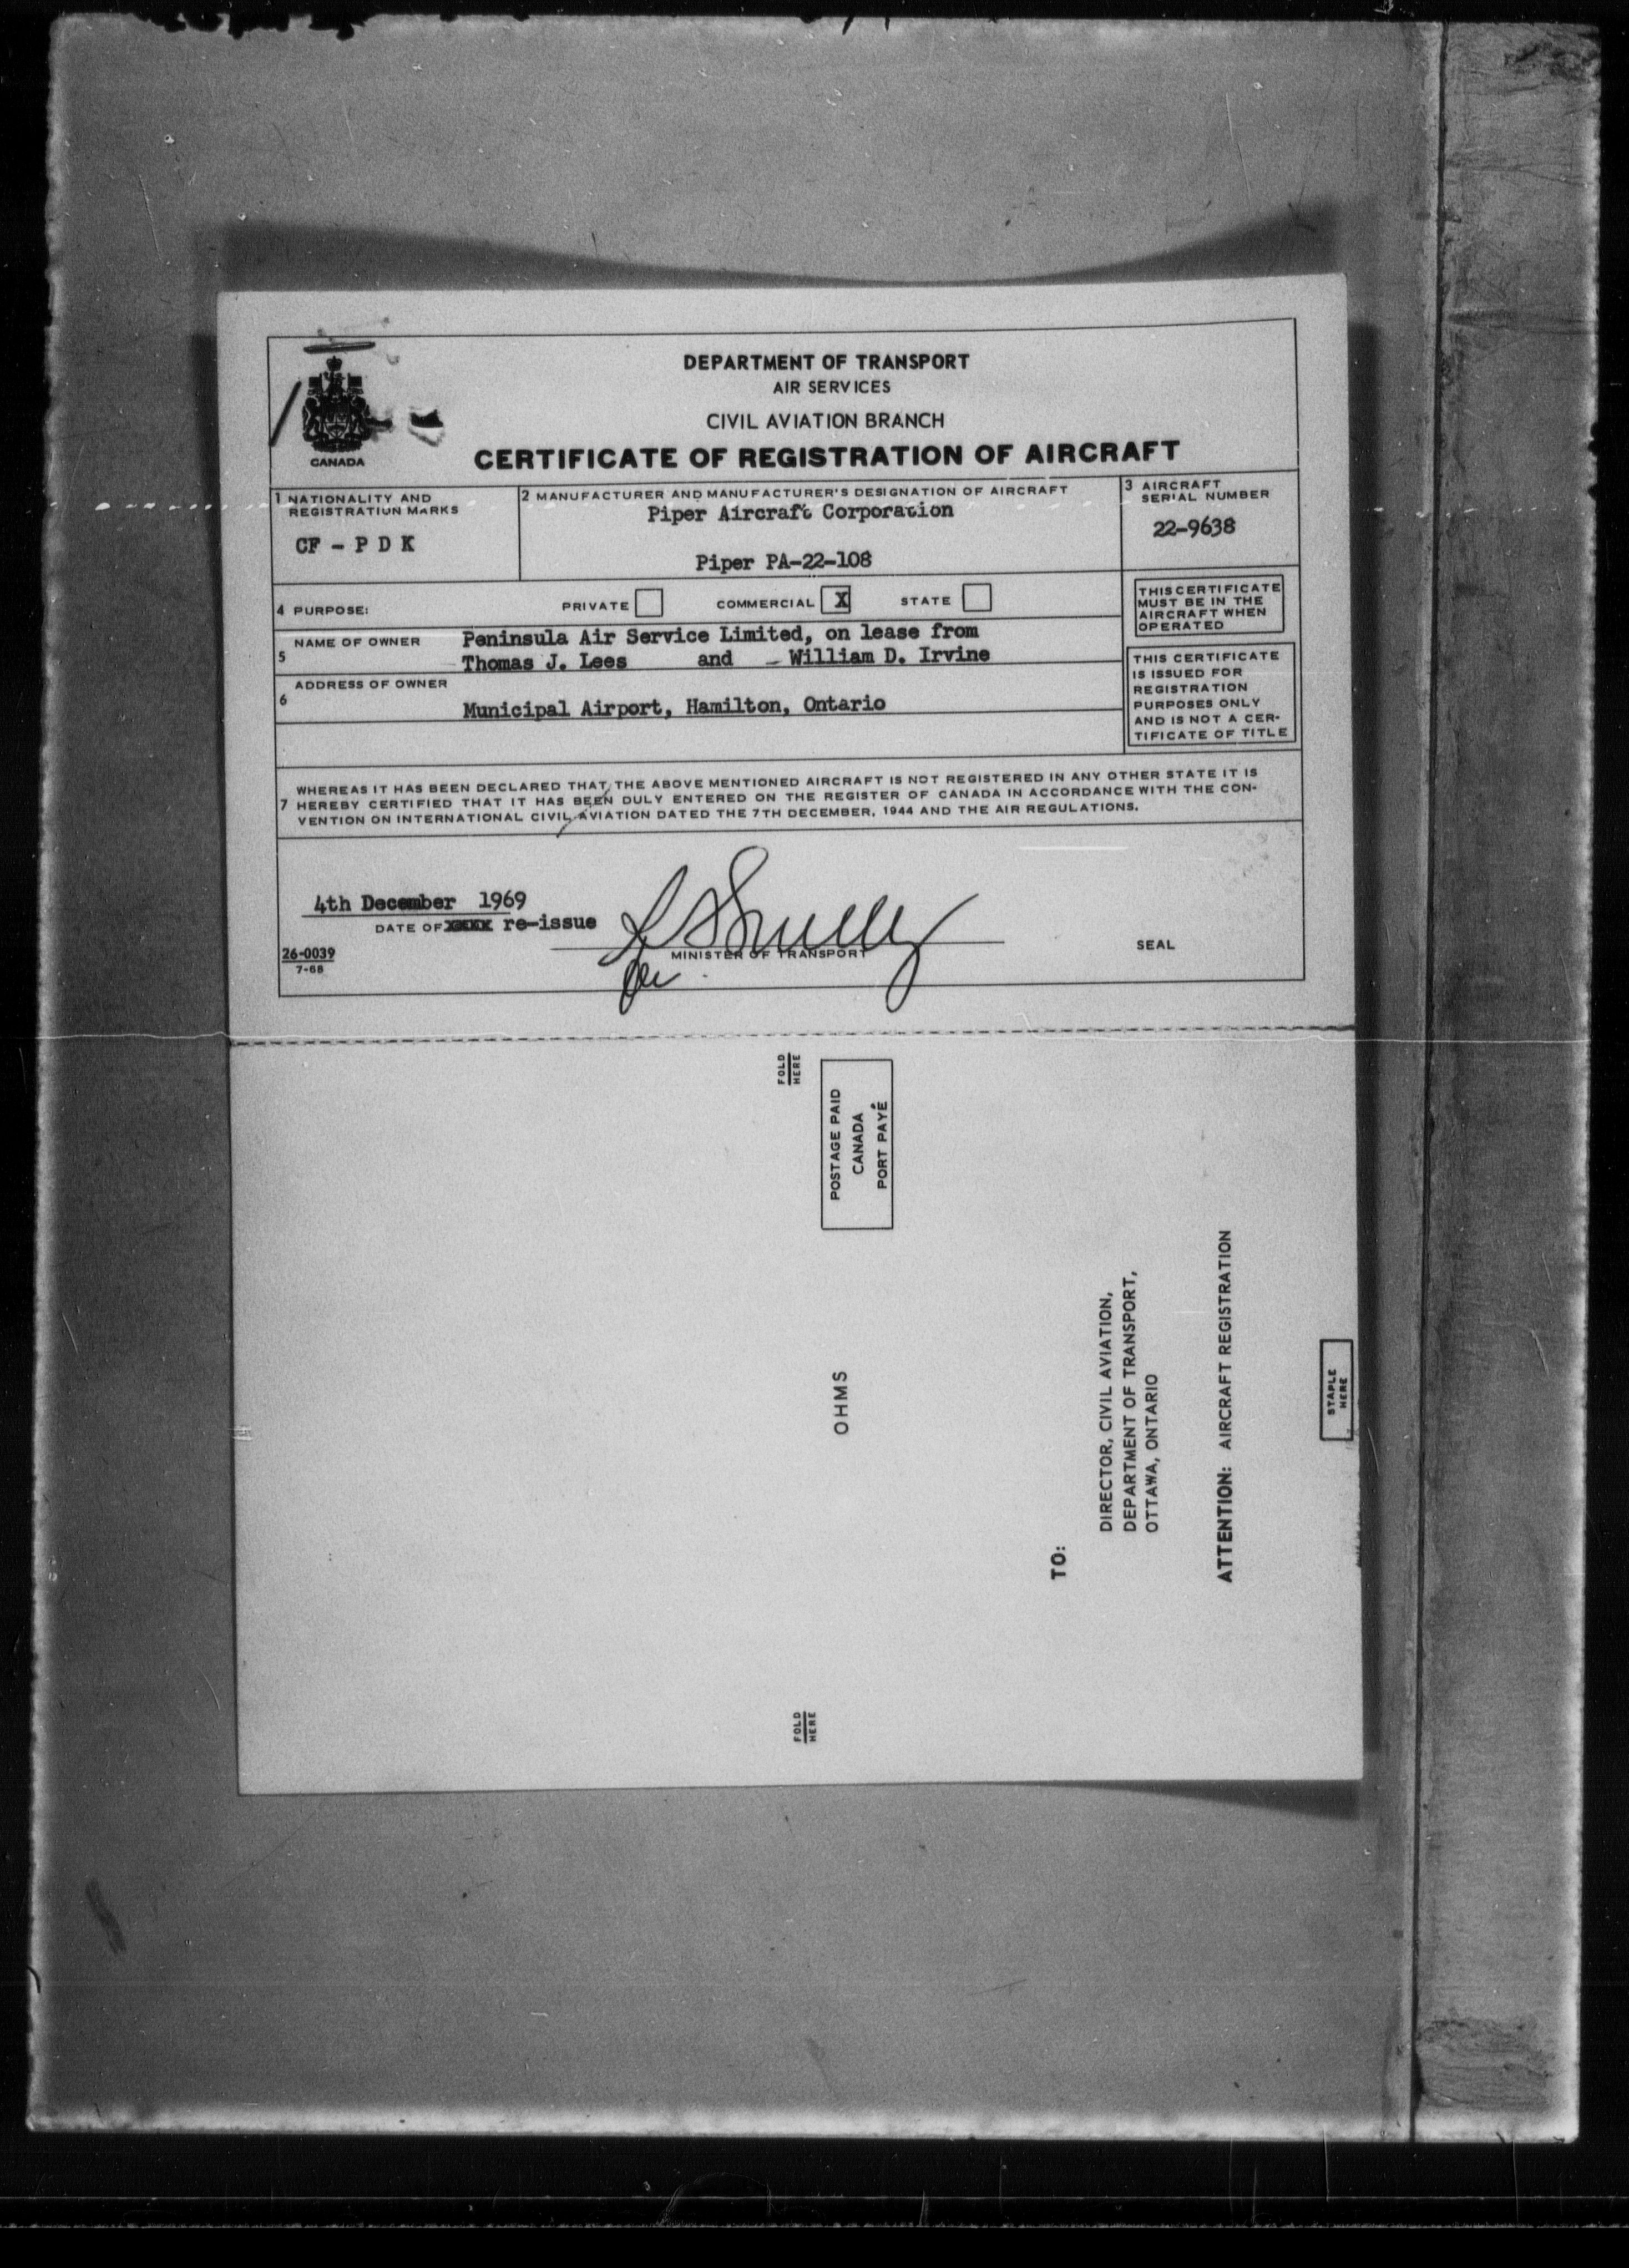 DEPARTMENT OF TRANSPORT
AIR SERVICES
CIVIL AVIATION BRANCH
CERTIFICATE OF REGISTRATION OF AIRCRAFT
CANADA
1 NATIONALITY AND
REGISTRATION MARKS
CF - P D K
2 MANUFACTURER AND MANUFACTURER'S DESIGNATION OF AIRCRAFT
Piper Aircraft Corporation
Piper PA-22-108
3 AIRCRAFT
SERIAL NUMBER
22-9638
4 PURPOSE: PRIVATE COMMERCIAL X STATE
THIS CERTIFICATE
MUST BE IN THE
AIRCRAFT WHEN
OPERATED
5 NAME OF OWNER
Peninsula Air Service Limited, on lease from
Thomas J. Lees and William D. Irvine
6 ADDRESS OF OWNER
Municipal Airport, Hamilton, Ontario
THIS CERTIFICATE
IS ISSUED FOR
REGISTRATION
PURPOSES ONLY
AND IS NOT A CER-
TIFICATE OF TITLE
WHEREAS IT HAS BEEN DECLARED THAT THE ABOVE MENTIONED AIRCRAFT IS NOT REGISTERED IN ANY OTHER STATE IT IS
7 HEREBY CERTIFIED THAT IT HAS BEEN DULY ENTERED ON THE REGISTER OF CANADA IN ACCORDANCE WITH THE CON-
VENTION ON INTERNATIONAL CIVIL AVIATION DATED THE 7TH DECEMBER, 1944 AND THE AIR REGULATIONS.
4th December 1969
DATE OF re-issue
MINISTER OF TRANSPORT
for
SEAL
26-0039
7-68
FOLD
HERE
POSTAGE PAID
CANADA
PORT PAYÉ
OHMS
TO:
DIRECTOR, CIVIL AVIATION,
DEPARTMENT OF TRANSPORT,
OTTAWA, ONTARIO
ATTENTION: AIRCRAFT REGISTRATION
STAPLE
HERE
FOLD
HERE